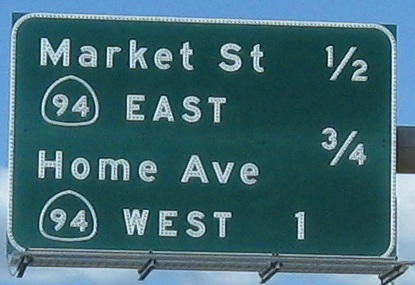 Market St 1/2
94 EAST
Home Ave 3/4
94 WEST 1